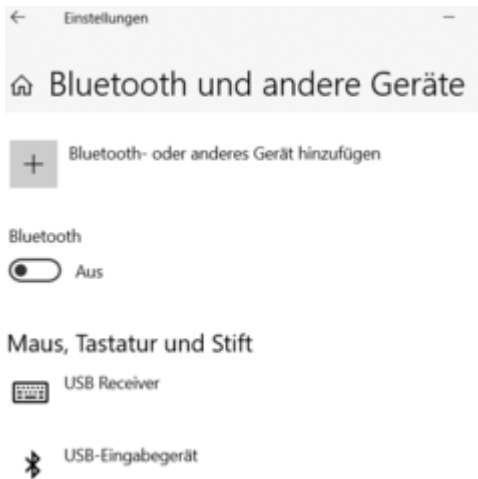 Einstellungen
Bluetooth und andere Geräte
Bluetooth- oder anderes Gerät hinzufügen
Bluetooth
Aus
Maus, Tastatur und Stift
USB Receiver
USB-Eingabegerät